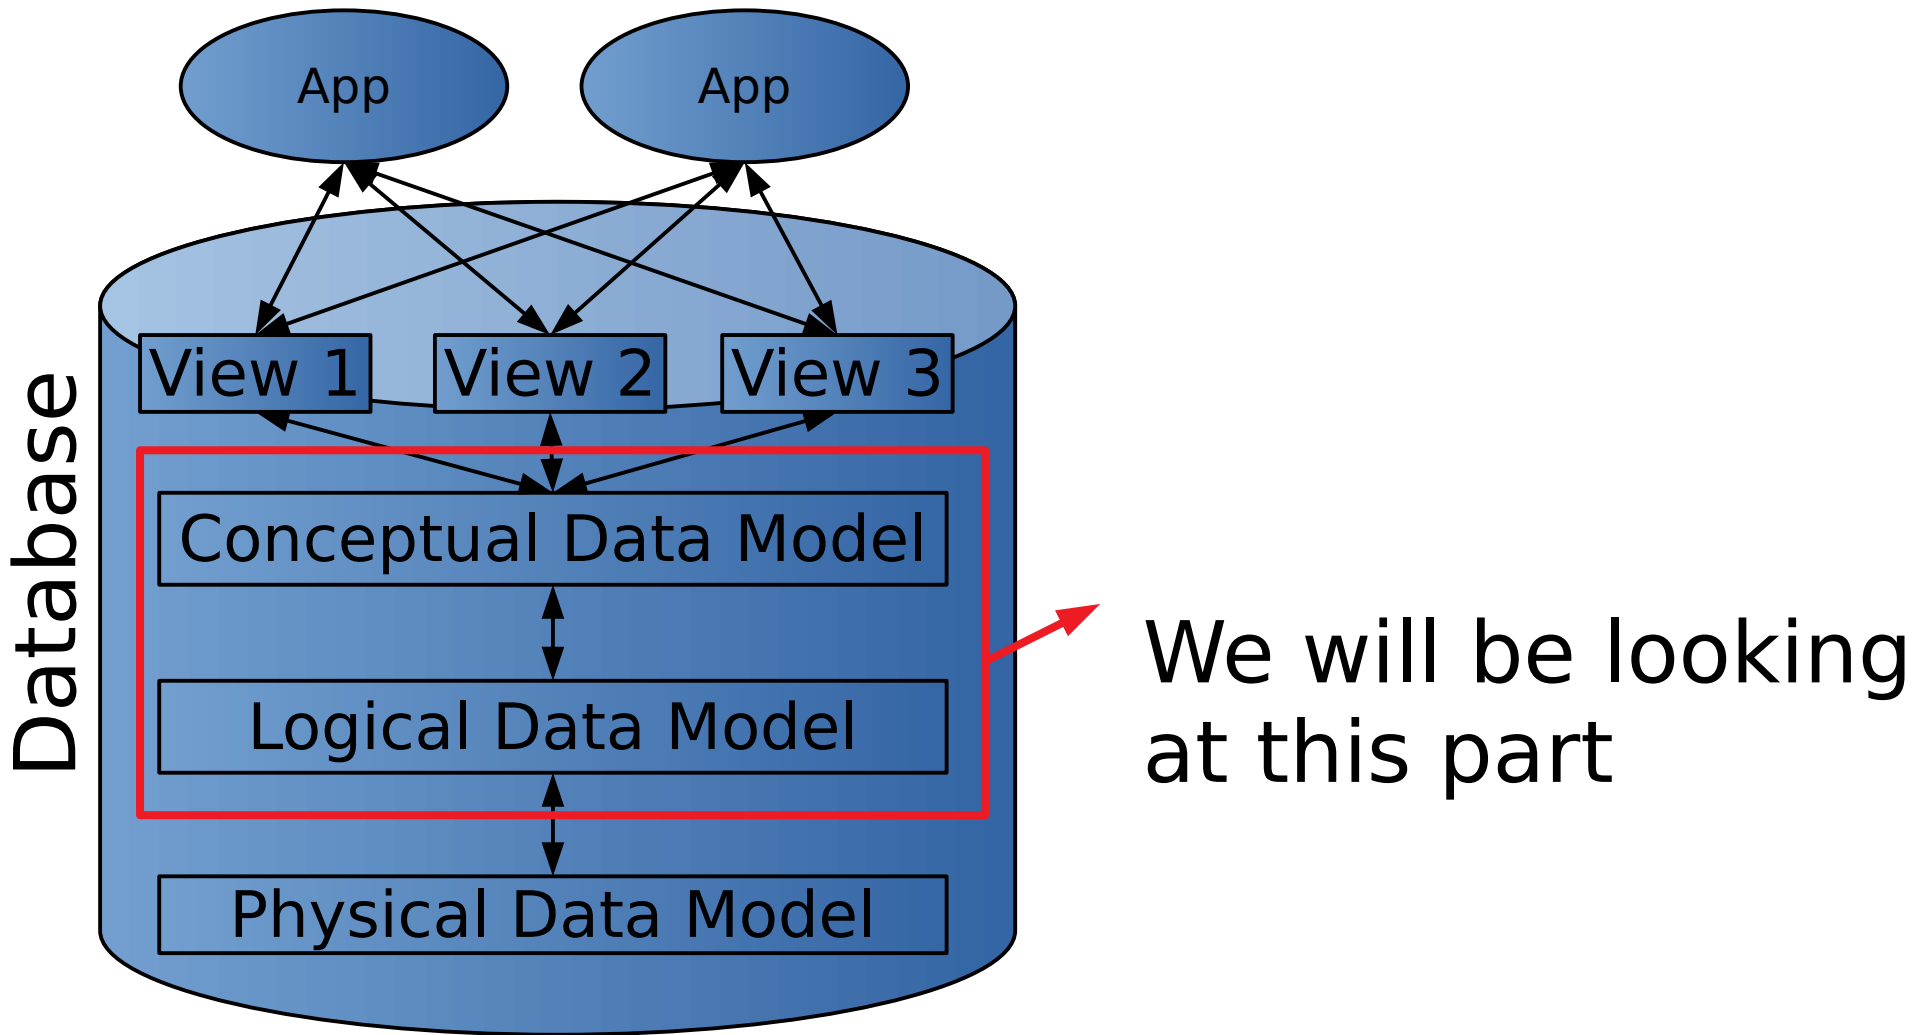 App
App
View 1
View 2
View 3
Database
Conceptual Data Model
Logical Data Model
Physical Data Model
We will be looking
at this part